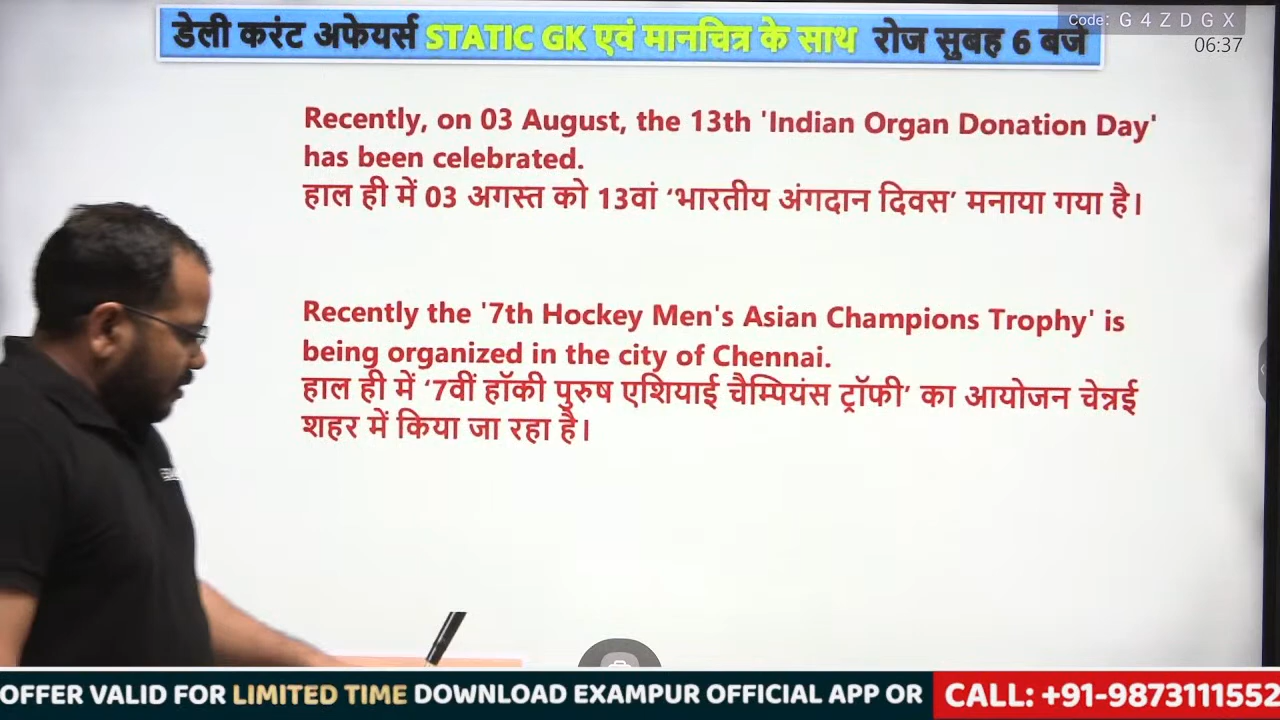 Code: G 4 Z D G X
डेली करंट अफेयर्स STATIC GK एवं मानचित्र के साथ रोज सुबह 6 बजे
06:37
Recently, on 03 August, the 13th 'Indian Organ Donation Day'
has been celebrated.
हाल ही में 03 अगस्त को 13वां ‘भारतीय अंगदान दिवस’ मनाया गया है।
Recently the '7th Hockey Men's Asian Champions Trophy' is
being organized in the city of Chennai.
हाल ही में ‘7वीं हॉकी पुरुष एशियाई चैम्पियंस ट्रॉफी’ का आयोजन चेन्नई
शहर में किया जा रहा है।
OFFER VALID FOR LIMITED TIME DOWNLOAD EXAMPUR OFFICIAL APP OR CALL: +91-9873111552